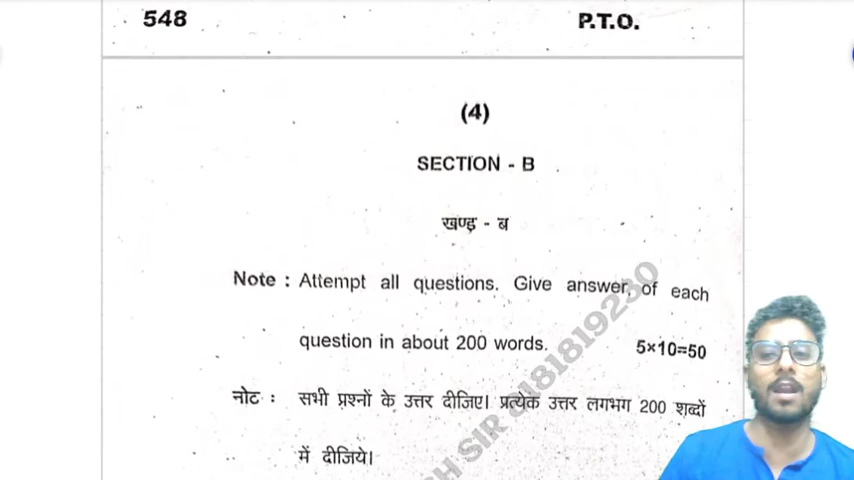 548 P.T.O.
(4)
SECTION - B
खण्ड - ब
Note : Attempt all questions. Give answer of each
question in about 200 words. 5×10=50
नोट : सभी प्रश्नों के उत्तर दीजिए। प्रत्येक उत्तर लगभग 200 शब्दों
में दीजिये।